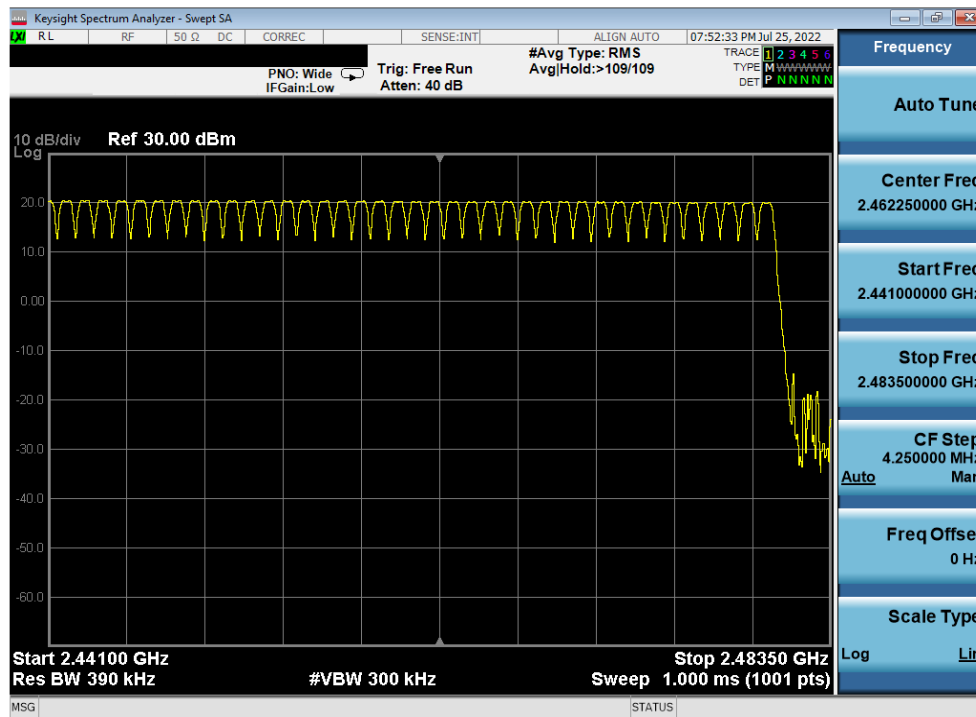 Keysight Spectrum Analyzer - Swept SA
LXI RL RF 50 Ω DC CORREC SENSE:INT ALIGN AUTO 07:52:33 PM Jul 25, 2022
#Avg Type: RMS TRACE 1 2 3 4 5 6
PNO: Wide Trig: Free Run Avg|Hold:>109/109 TYPE M WWWWW
IFGain:Low Atten: 40 dB DET P N N N N N
10 dB/div Ref 30.00 dBm
Log
20.0
10.0
0.00
-10.0
-20.0
-30.0
-40.0
-50.0
-60.0
Start 2.44100 GHz Stop 2.48350 GHz
Res BW 390 kHz #VBW 300 kHz Sweep 1.000 ms (1001 pts)
MSG STATUS
Frequency
Auto Tune
Center Freq
2.462250000 GHz
Start Freq
2.441000000 GHz
Stop Freq
2.483500000 GHz
CF Step
4.250000 MHz
Auto Man
Freq Offset
0 Hz
Scale Type
Log Lin